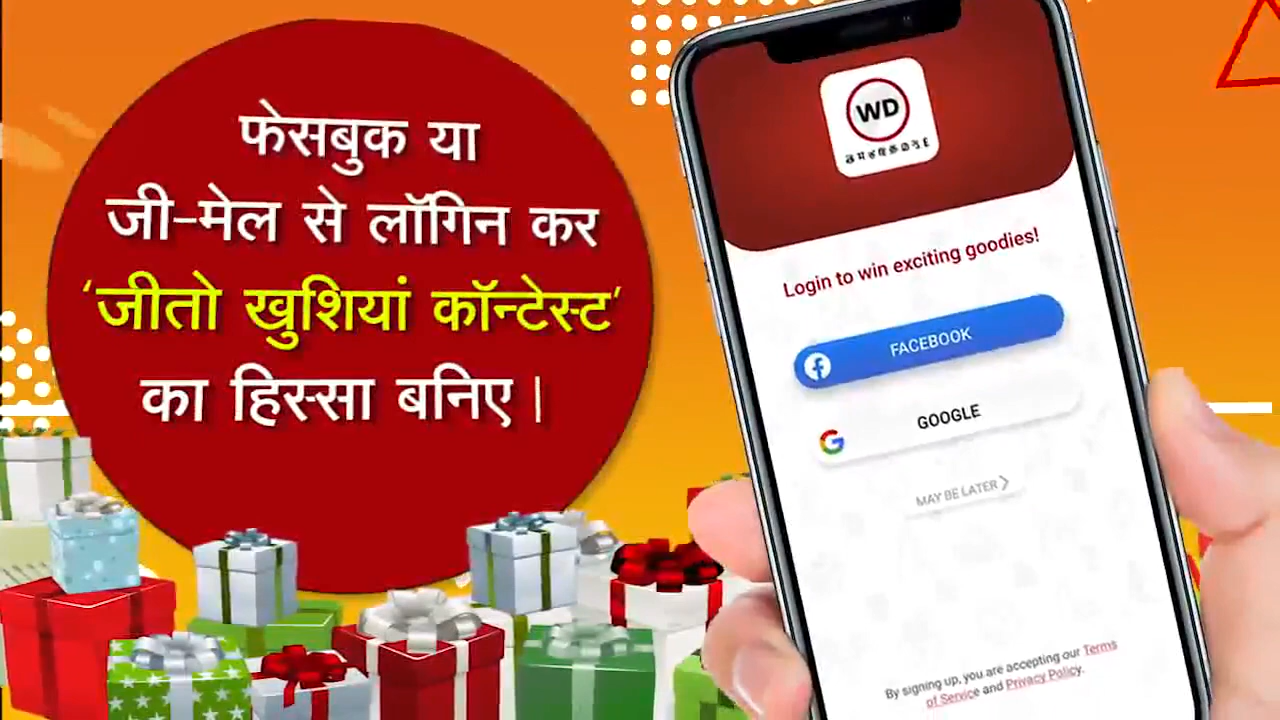 फेसबुक या
जी-मेल से लॉगिन कर
‘जीतो खुशियां कॉन्टेस्ट’
का हिस्सा बनिए|
WD
Login to win exciting goodies!
FACEBOOK
GOOGLE
MAY BE LATER >
By signing up, you are accepting our Terms
of Service and Privacy Policy.